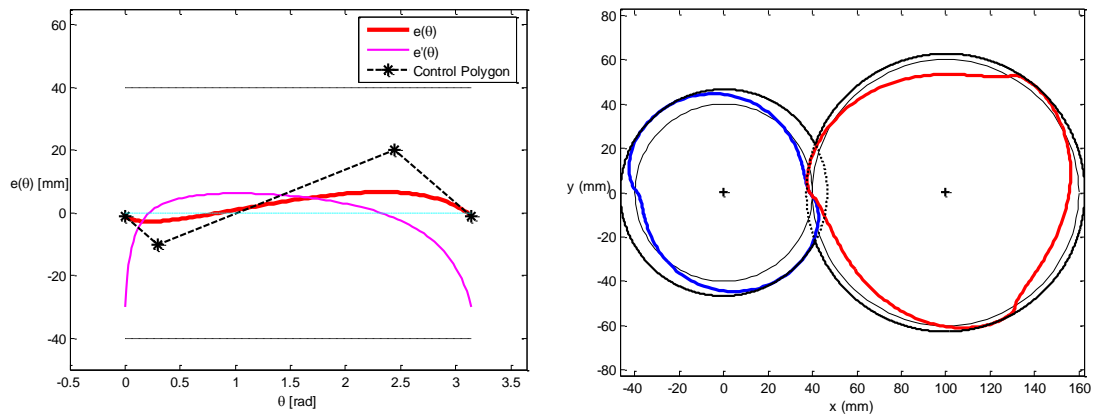 60
40
20
0
-20
-40
e(θ) [mm]
-0.5 0 0.5 1 1.5 2 2.5 3 3.5
θ [rad]
e(θ)
e'(θ)
Control Polygon
80
60
40
20
0
-20
-40
-60
-80
y (mm)
-40 -20 0 20 40 60 80 100 120 140 160
x (mm)